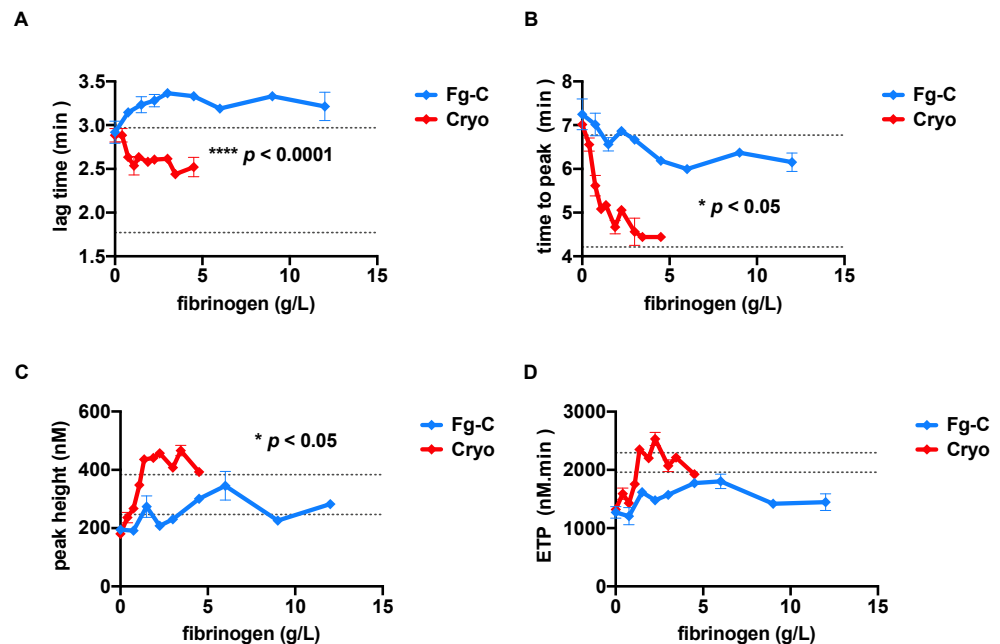 A
3.5
3.0
2.5
2.0
1.5
lag time (min )
0
5
10
15
fibrinogen (g/L)
**** p < 0.0001
Fg-C
Cryo
B
8
7
6
5
4
time to peak (min)
0
5
10
15
fibrinogen (g/L)
* p < 0.05
Fg-C
Cryo
C
600
400
200
0
peak height (nM)
0
5
10
15
fibrinogen (g/L)
* p < 0.05
Fg-C
Cryo
D
3000
2000
1000
0
ETP (nM.min)
0
5
10
15
fibrinogen (g/L)
Fg-C
Cryo